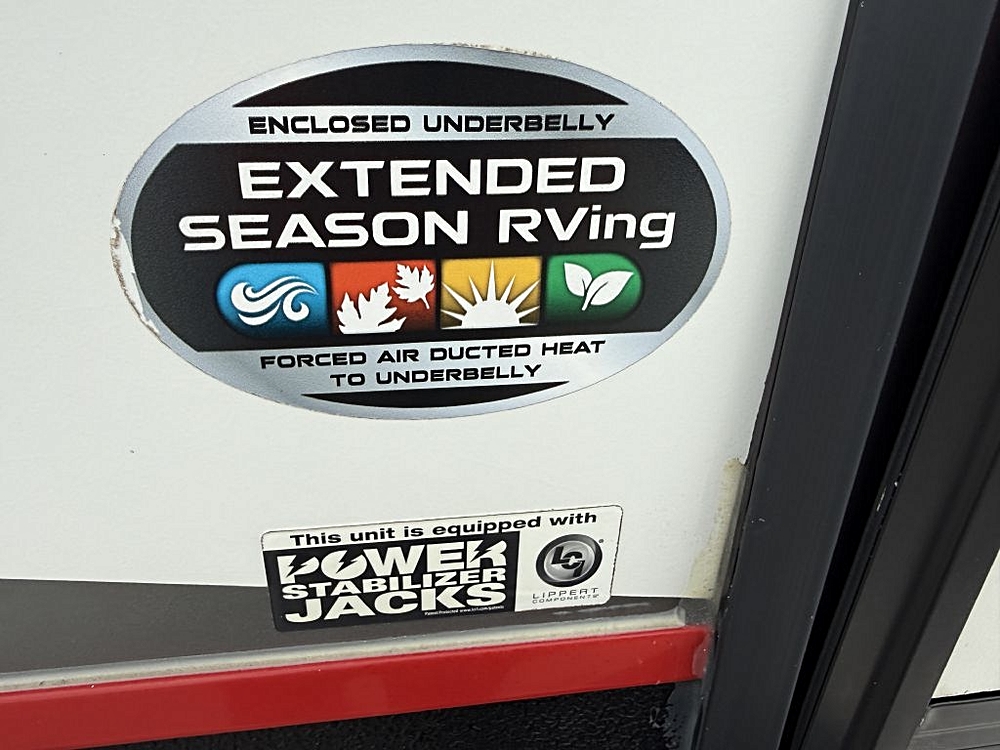 ENCLOSED UNDERBELLY
EXTENDED
SEASON RVing
FORCED AIR DUCTED HEAT
TO UNDERBELLY
This unit is equipped with
POWER
STABILIZER
JACKS
LCI
LIPPERT
COMPONENTS